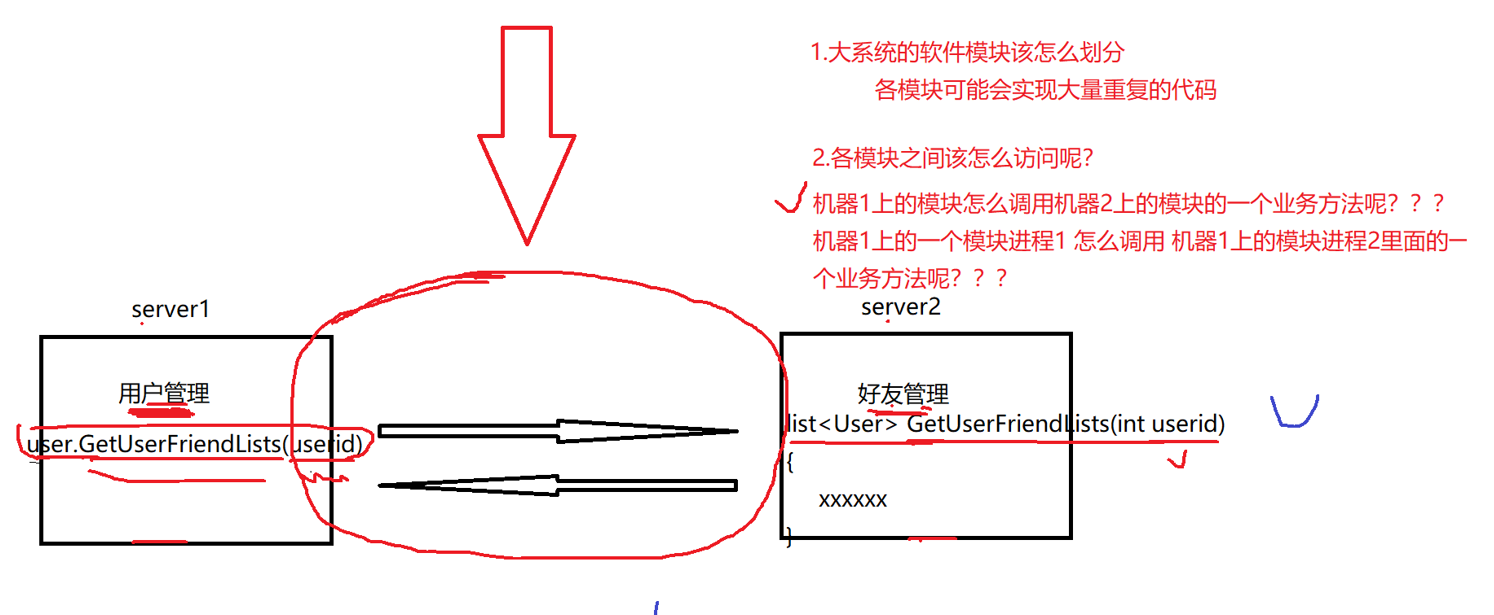 1.大系统的软件模块该怎么划分
各模块可能会实现大量重复的代码
2.各模块之间该怎么访问呢?
机器1上的模块怎么调用机器2上的模块的一个业务方法呢？？？
机器1上的一个模块进程1 怎么调用 机器1上的模块进程2里面的一
个业务方法呢？？？
server1
用户管理
user.GetUserFriendLists(userid)
server2
好友管理
list<User> GetUserFriendLists(int userid)
{
xxxxxx
}